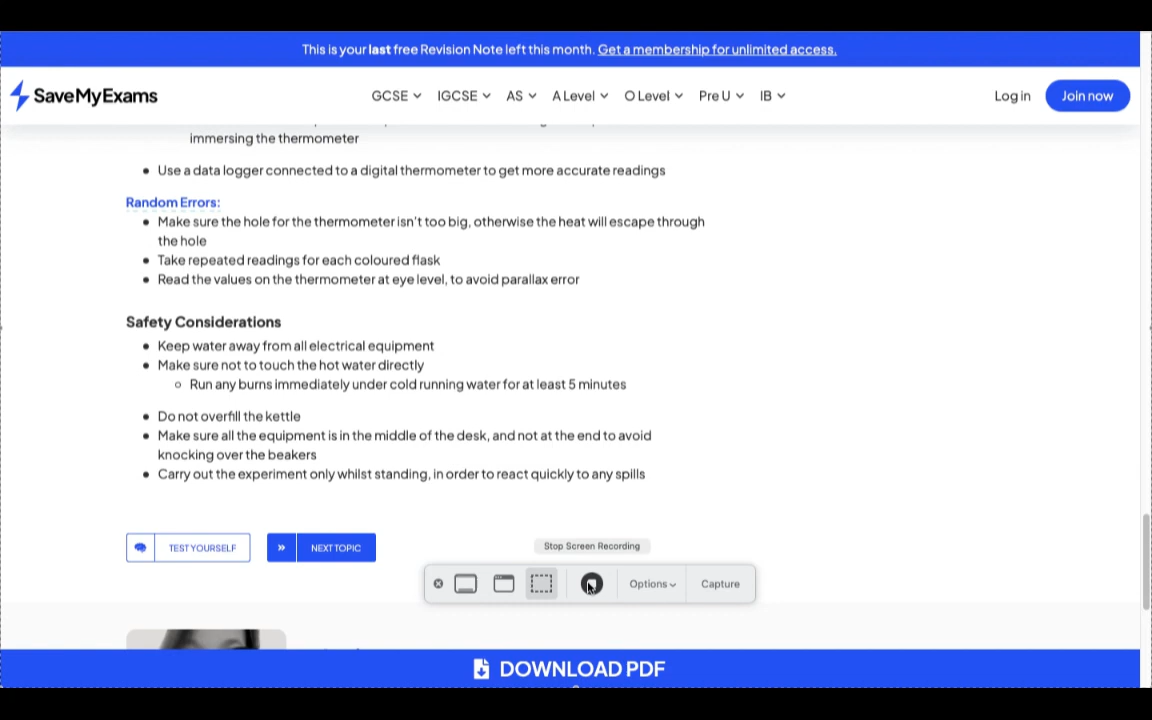 This is your last free Revision Note left this month. Get a membership for unlimited access.
SaveMyExams
GCSE IGCSE AS A Level O Level Pre U IB
Log in
Join now
immersing the thermometer
Use a data logger connected to a digital thermometer to get more accurate readings
Random Errors:
Make sure the hole for the thermometer isn't too big, otherwise the heat will escape through
the hole
Take repeated readings for each coloured flask
Read the values on the thermometer at eye level, to avoid parallax error
Safety Considerations
Keep water away from all electrical equipment
Make sure not to touch the hot water directly
Run any burns immediately under cold running water for at least 5 minutes
Do not overfill the kettle
Make sure all the equipment is in the middle of the desk, and not at the end to avoid
knocking over the beakers
Carry out the experiment only whilst standing, in order to react quickly to any spills
TEST YOURSELF
NEXT TOPIC
Stop Screen Recording
Options
Capture
DOWNLOAD PDF